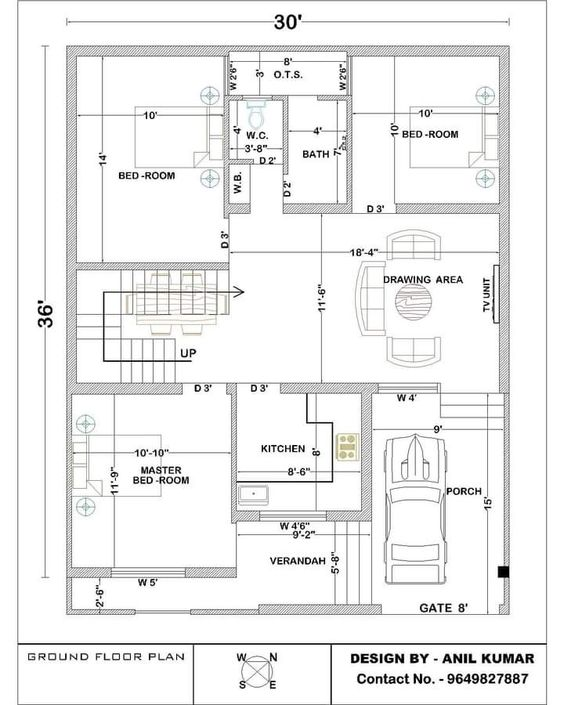 30'
8'
O.T.S.
3'
W 2'6"
W 2'6"
10'
10'
4'
W.C.
3'-8"
4'
BATH
7'
10'
BED -ROOM
14'
BED -ROOM
D 2'
W.B.
D 2'
D 3'
D 3'
18'-4"
DRAWING AREA
TV UNIT
11'-6"
36'
UP
D 3'
D 3'
W 4'
9'
KITCHEN
8'
8'-6"
10'-10"
MASTER
BED -ROOM
11'-9"
PORCH
15'
W 4'6"
9'-2"
VERANDAH
5'-8"
W 5'
2'-6"
GATE 8'
GROUND FLOOR PLAN
W N
S E
DESIGN BY - ANIL KUMAR
Contact No. - 9649827887